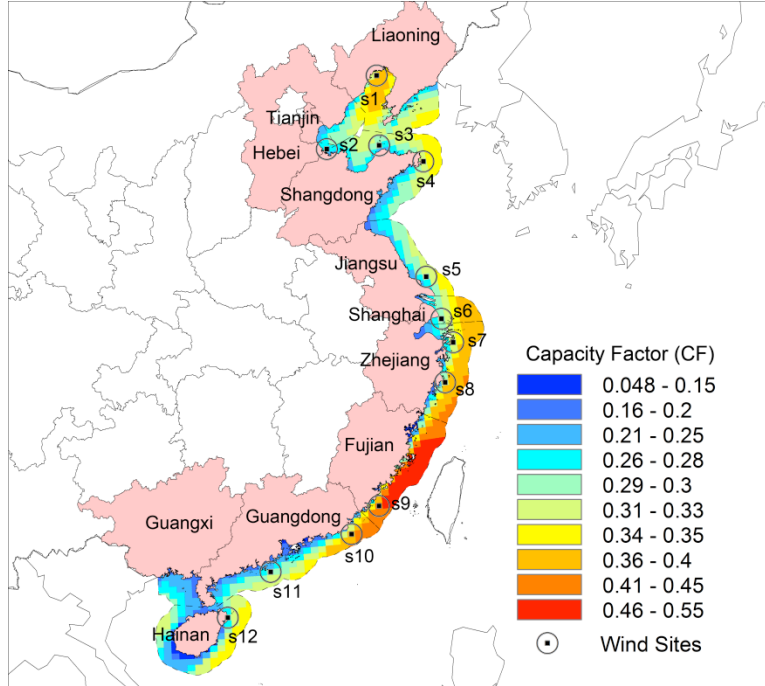 Liaoning
s1
Tianjin
s3
s2
Hebei
s4
Shangdong
s5
Jiangsu
s6
Shanghai
s7
Zhejiang
s8
Fujian
s9
Guangdong
Guangxi
s10
s11
s12
Hainan
Capacity Factor (CF)
0.048 - 0.15
0.16 - 0.2
0.21 - 0.25
0.26 - 0.28
0.29 - 0.3
0.31 - 0.33
0.34 - 0.35
0.36 - 0.4
0.41 - 0.45
0.46 - 0.55
Wind Sites